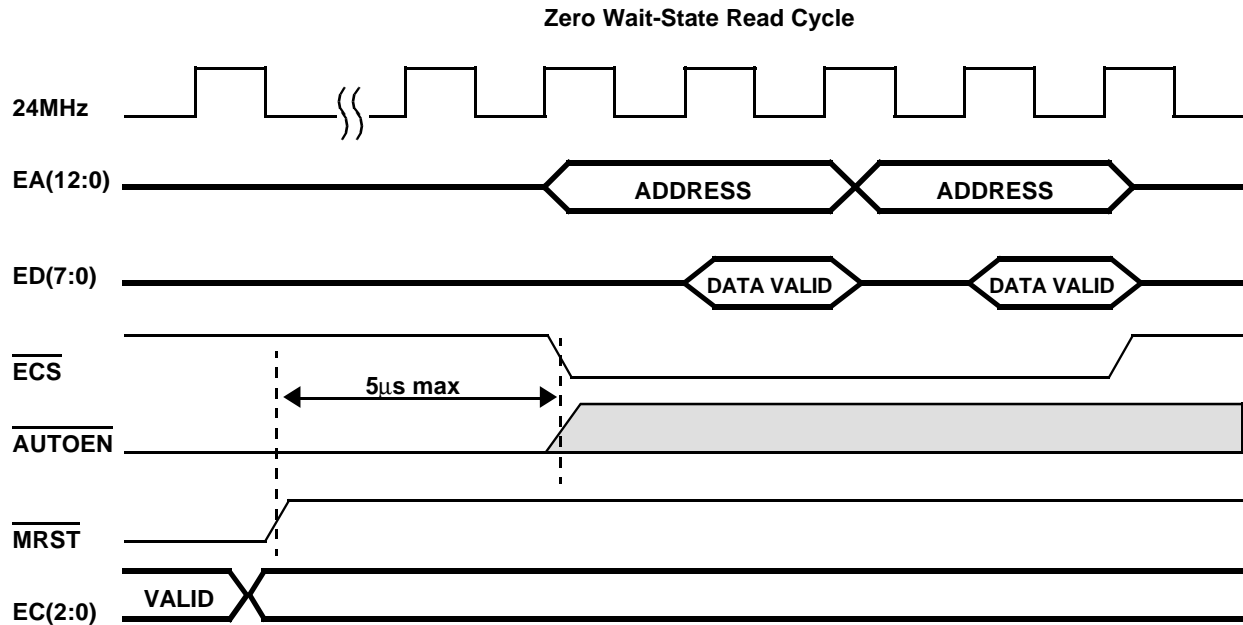 Zero Wait-State Read Cycle
24MHz
EA(12:0)
ADDRESS ADDRESS
ED(7:0)
DATA VALID DATA VALID
ECS
5μs max
AUTOEN
MRST
VALID
EC(2:0)